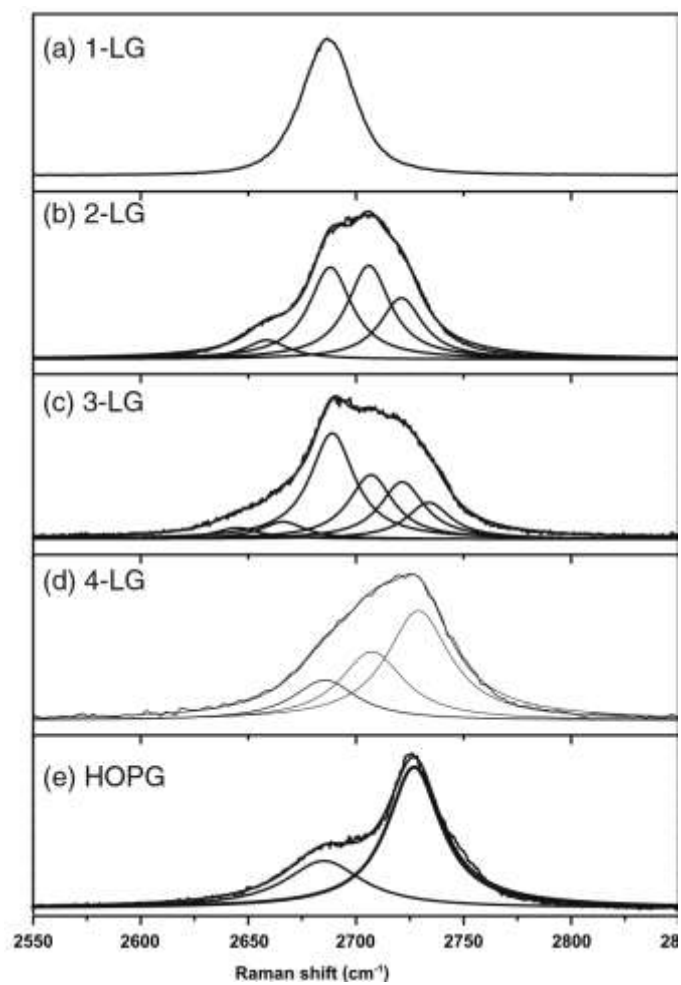 (a) 1-LG
(b) 2-LG
(c) 3-LG
(d) 4-LG
(e) HOPG
2550 2600 2650 2700 2750 2800
Raman shift (cm⁻¹)